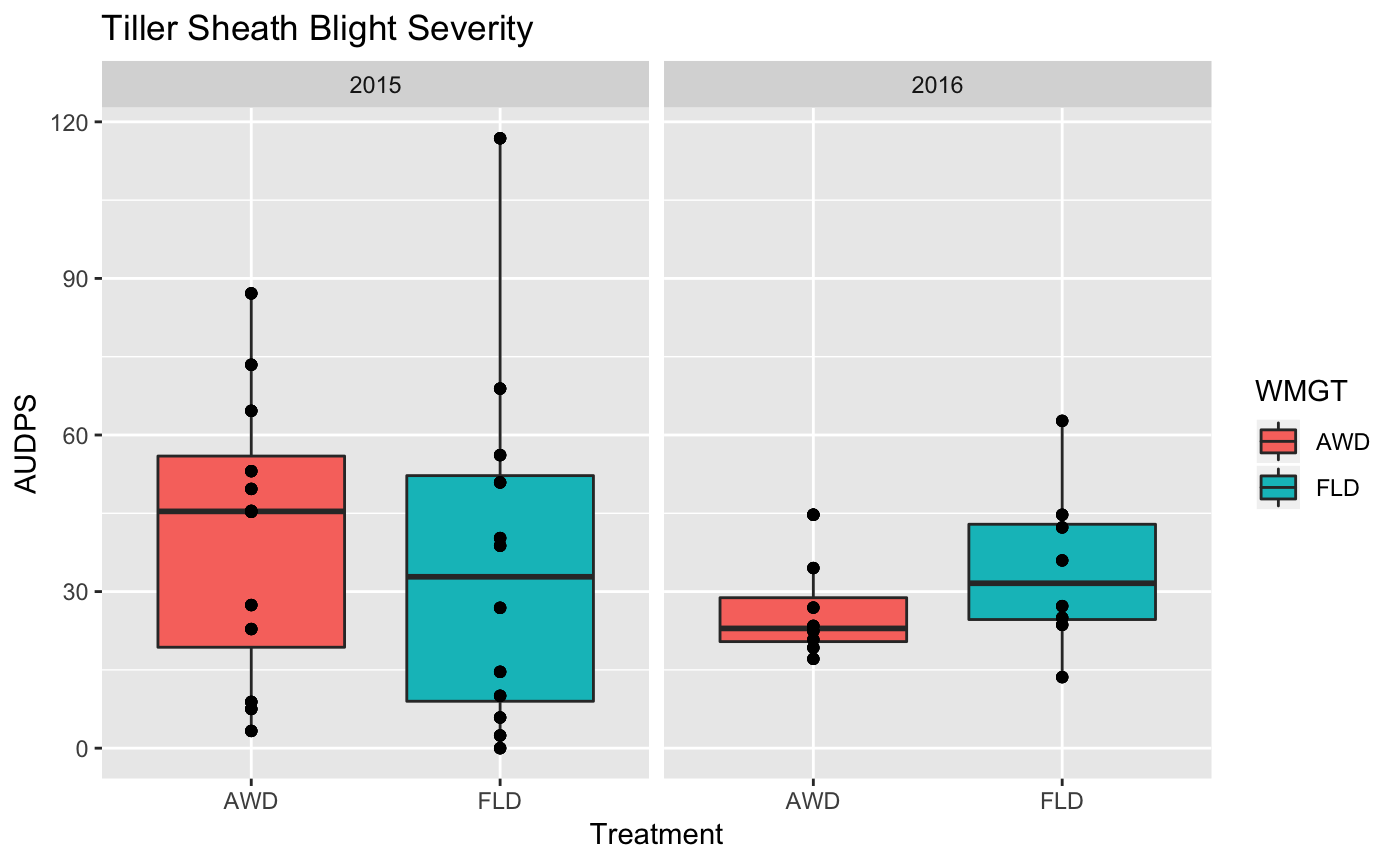 Tiller Sheath Blight Severity
2015 2016
120
90
60
30
0
AUDPS
AWD FLD AWD FLD
Treatment
WMGT
AWD
FLD